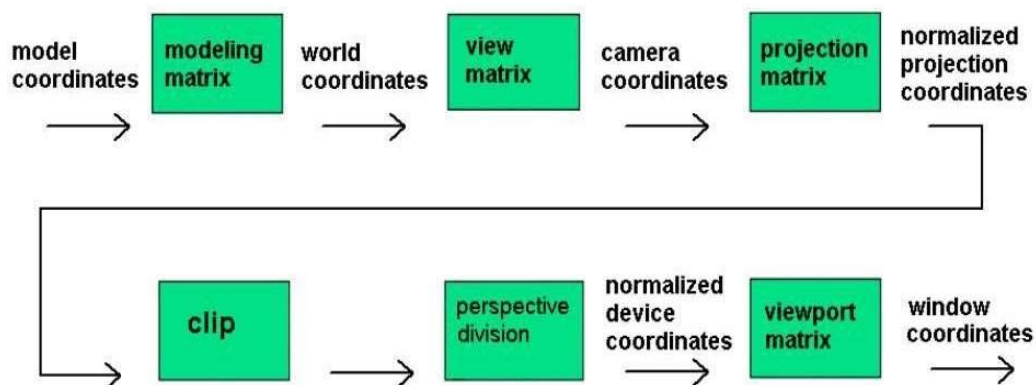 model
coordinates
modeling
matrix
world
coordinates
view
matrix
camera
coordinates
projection
matrix
normalized
projection
coordinates
clip
perspective
division
normalized
device
coordinates
viewport
matrix
window
coordinates